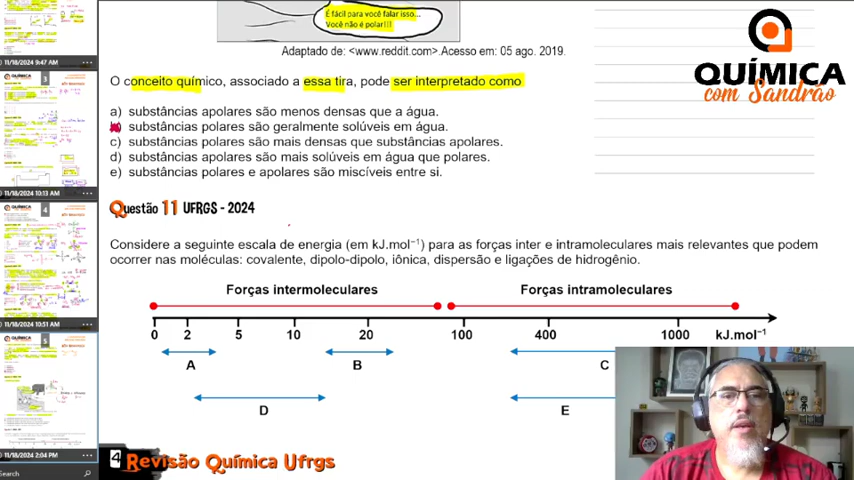 É fácil para você falar isso...
Você não é polar!!!
Adaptado de: <www.reddit.com>.Acesso em: 05 ago. 2019.
QUÍMICA
com Sandrão
O conceito químico, associado a essa tira, pode ser interpretado como
a) substâncias apolares são menos densas que a água.
substâncias polares são geralmente solúveis em água.
c) substâncias polares são mais densas que substâncias apolares.
d) substâncias apolares são mais solúveis em água que polares.
e) substâncias polares e apolares são miscíveis entre si.
Questão 11 UFRGS - 2024
Considere a seguinte escala de energia (em kJ.mol⁻¹) para as forças inter e intramoleculares mais relevantes que podem
ocorrer nas moléculas: covalente, dipolo-dipolo, iônica, dispersão e ligações de hidrogênio.
Forças intermoleculares Forças intramoleculares
0 2 5 10 20 100 400 1000 kJ.mol⁻¹
A B C
D E
4 Revisão Química Ufrgs
11/18/2024 9:47 AM
3
11/18/2024 10:13 AM
4
11/18/2024 10:51 AM
5
11/18/2024 2:04 PM
Search